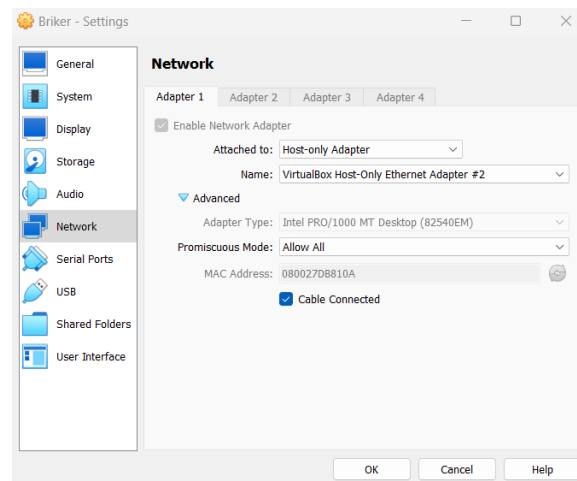 Briker - Settings
General
System
Display
Storage
Audio
Network
Serial Ports
USB
Shared Folders
User Interface
Network
Adapter 1 Adapter 2 Adapter 3 Adapter 4
Enable Network Adapter
Attached to: Host-only Adapter
Name: VirtualBox Host-Only Ethernet Adapter #2
Advanced
Adapter Type: Intel PRO/1000 MT Desktop (82540EM)
Promiscuous Mode: Allow All
MAC Address: 080027DB810A
Cable Connected
OK Cancel Help